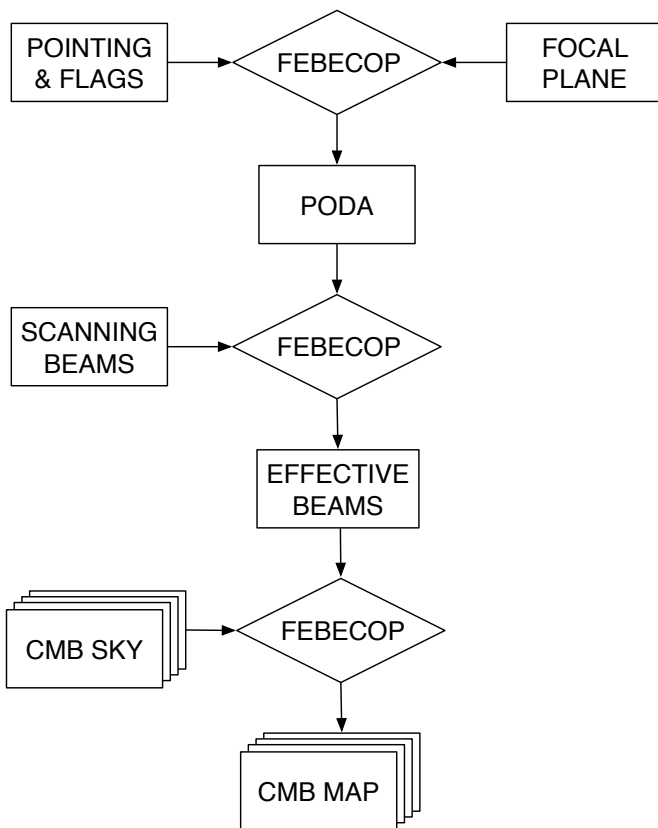 POINTING
& FLAGS
FEBECOP
FOCAL
PLANE
PODA
SCANNING
BEAMS
FEBECOP
EFFECTIVE
BEAMS
CMB SKY
FEBECOP
CMB MAP